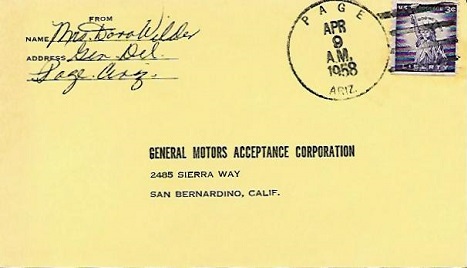 FROM
NAME Mrs. Dora Wilder
ADDRESS Gen. Del.
Page. Ariz.
PAGE
APR
9
A.M.
1958
ARIZ.
U.S. POSTAGE 3¢
LIBERTY
GENERAL MOTORS ACCEPTANCE CORPORATION
2485 SIERRA WAY
SAN BERNARDINO, CALIF.